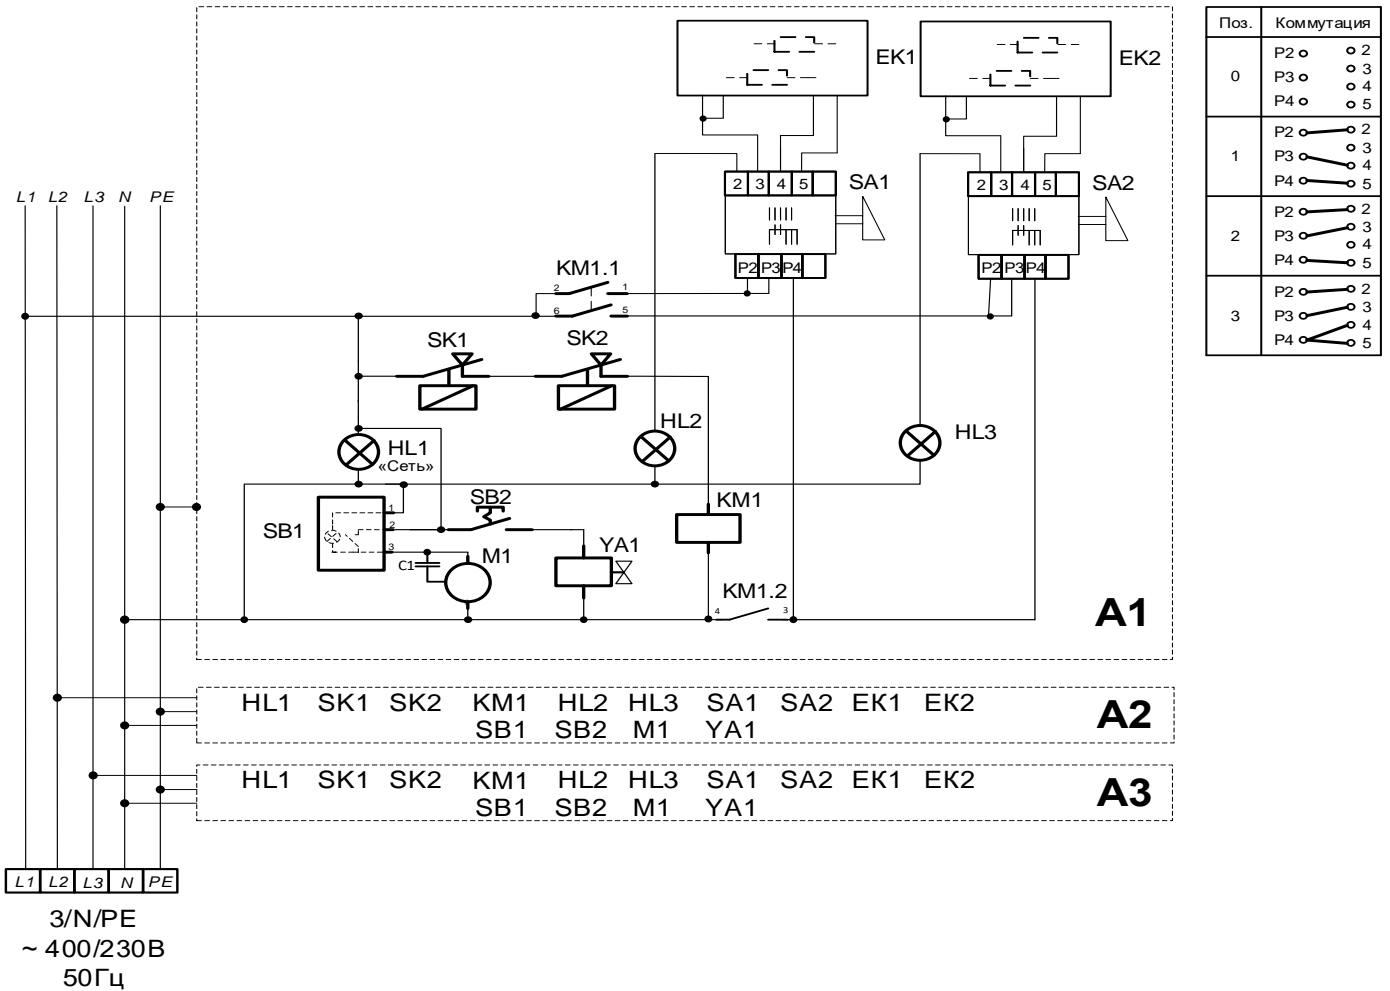 Поз. Коммутация
0
P2 2
3
P3 4
P4 5
1
P2 2
3
P3 4
P4 5
2
P2 2
P3 3
4
P4 5
3
P2 2
P3 3
4
P4 5
EK1
EK2
2 3 4 5
SA1
2 3 4 5
SA2
P2 P3 P4
P2 P3 P4
L1 L2 L3 N PE
KM1.1
2 1
6 5
SK1
SK2
HL1
«Сеть»
HL2
HL3
SB1
1
2
3
SB2
KM1
C1
M1
YA1
KM1.2
4 3
A1
HL1 SK1 SK2 KM1 HL2 HL3 SA1 SA2 EK1 EK2
SB1 SB2 M1 YA1
A2
HL1 SK1 SK2 KM1 HL2 HL3 SA1 SA2 EK1 EK2
SB1 SB2 M1 YA1
A3
L1 L2 L3 N PE
3/N/PE
~ 400/230В
50Гц